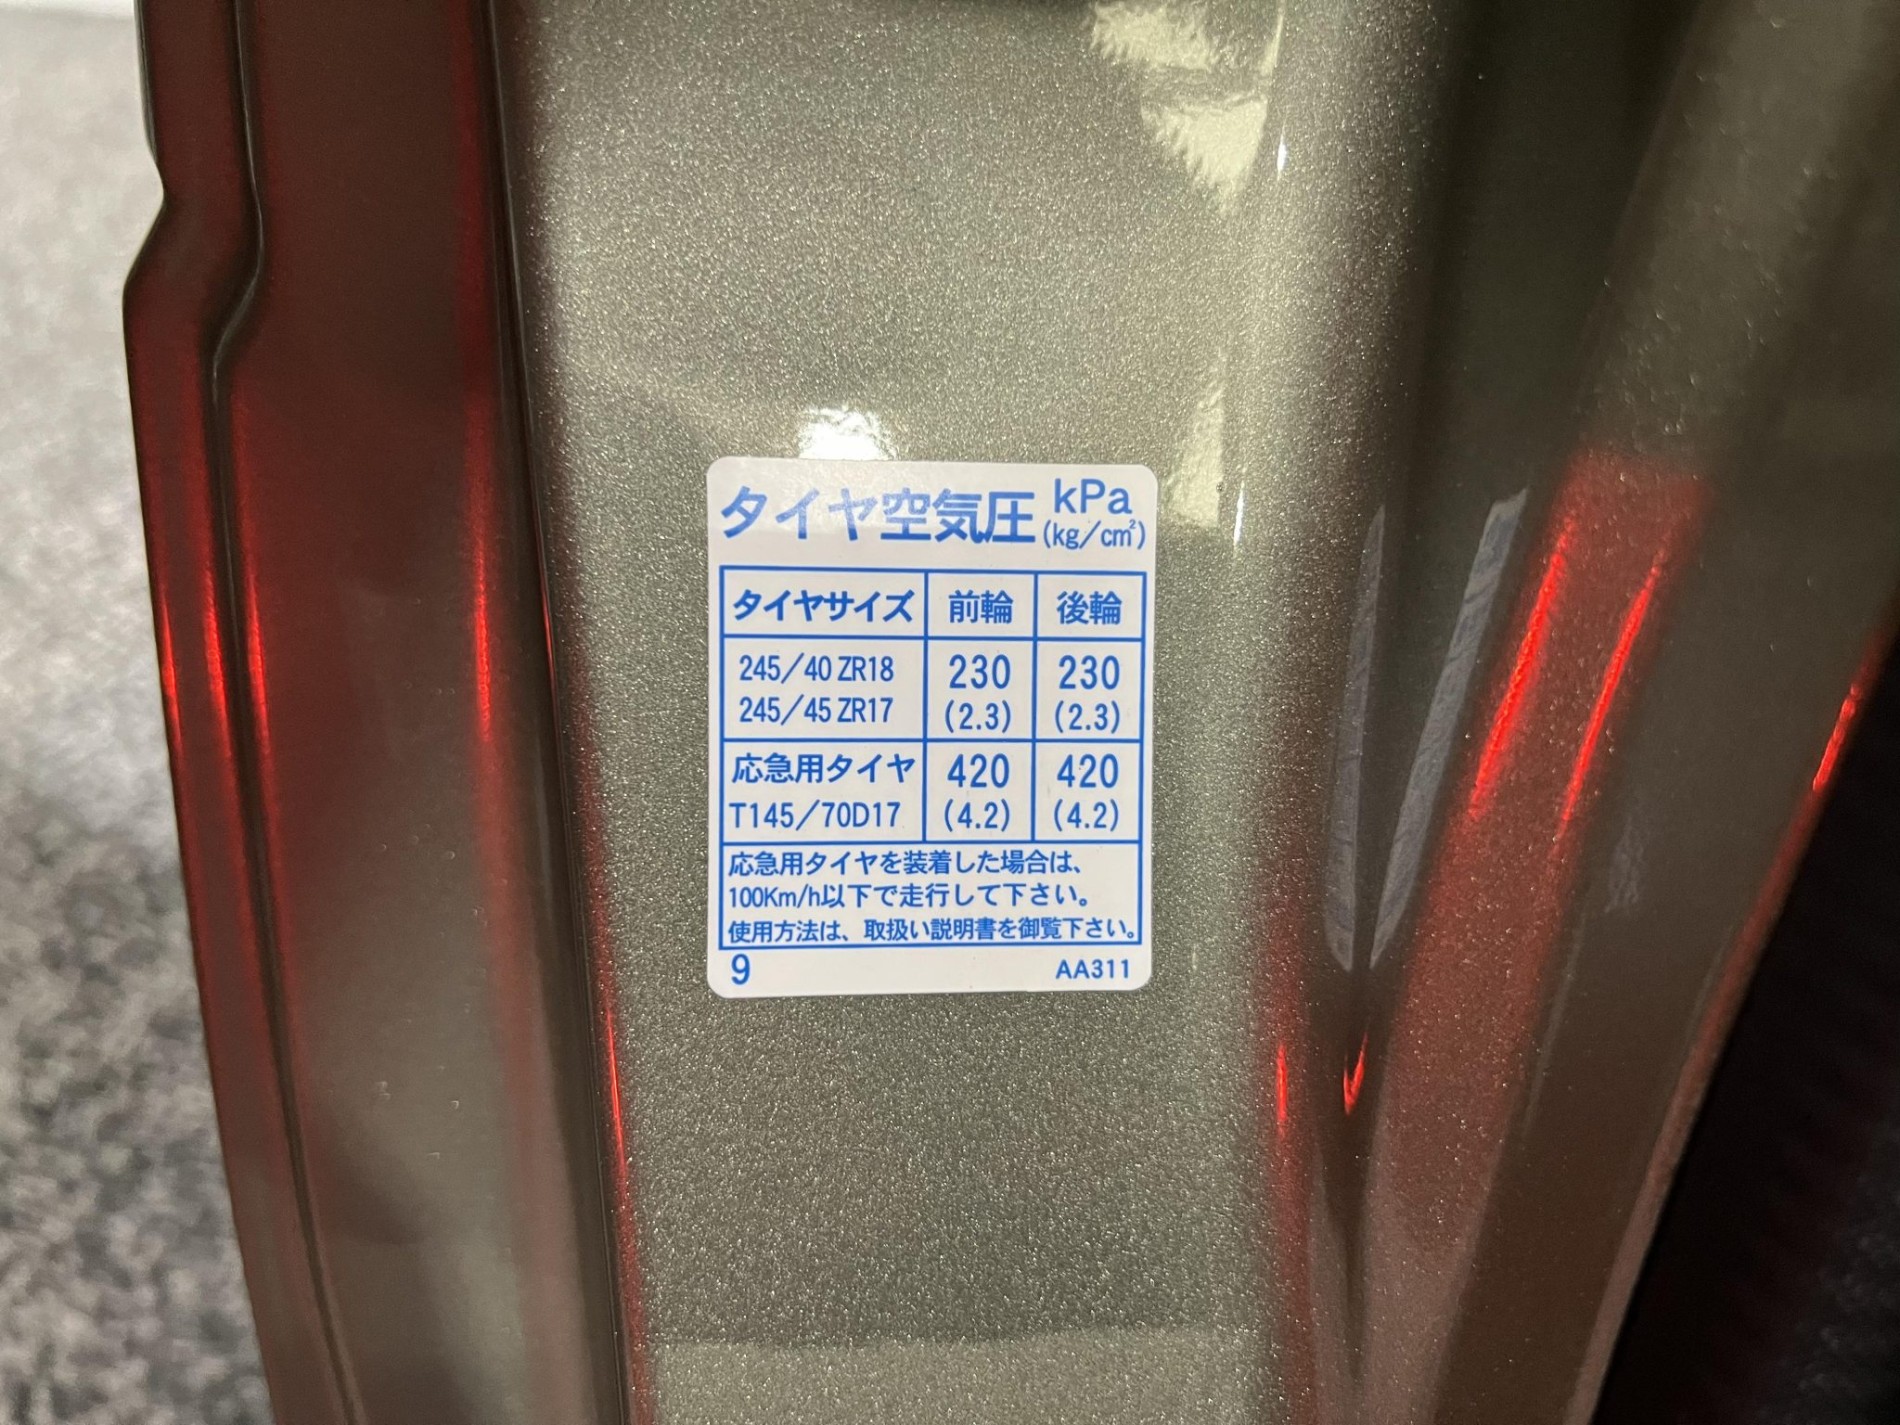 タイヤ空気圧 kPa (kg/cm²)
タイヤサイズ 前輪 後輪
245/40 ZR18 230 230
245/45 ZR17 (2.3) (2.3)
応急用タイヤ 420 420
T145/70D17 (4.2) (4.2)
応急用タイヤを装着した場合は、
100Km/h以下で走行して下さい。
使用方法は、取扱い説明書を御覧下さい。
9 AA311